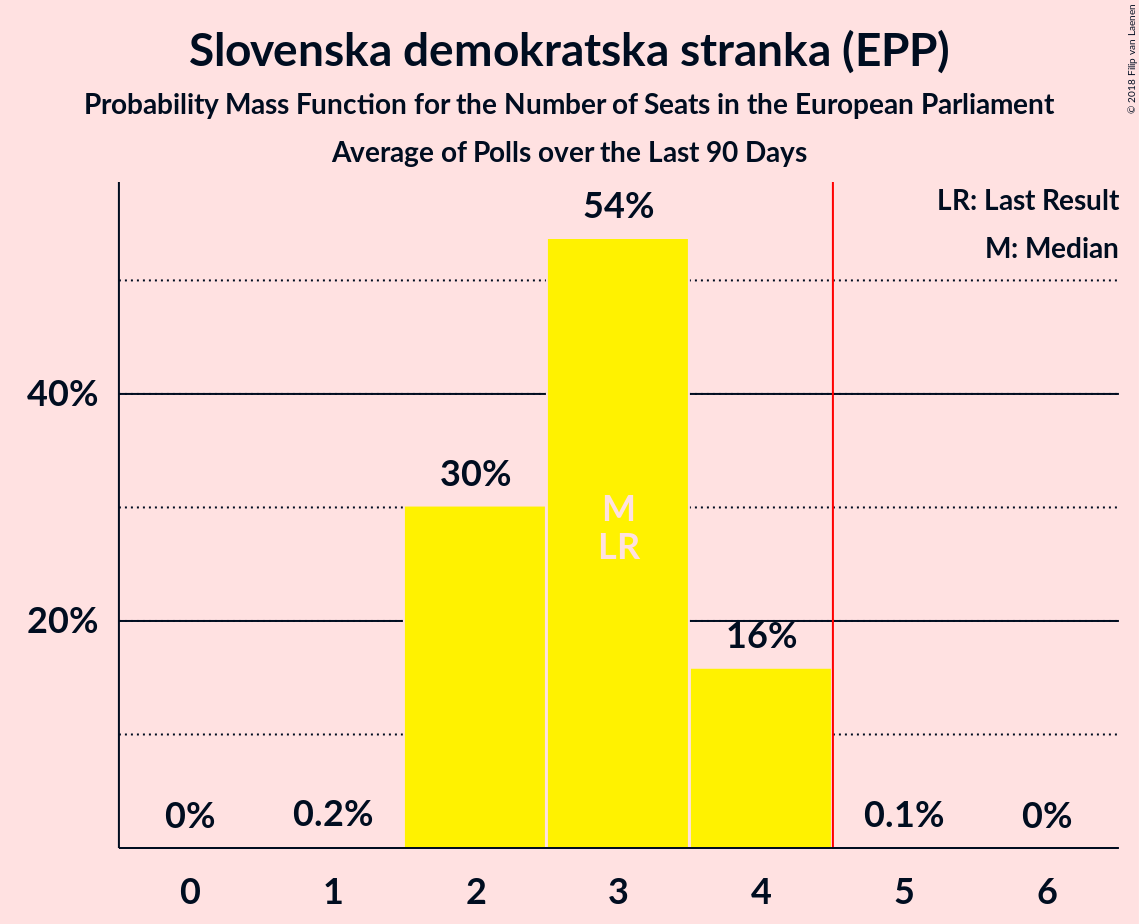 Slovenska demokratska stranka (EPP)
Probability Mass Function for the Number of Seats in the European Parliament
Average of Polls over the Last 90 Days
© 2018 Filip van Laenen
LR: Last Result
M: Median
54%
40%
30%
M
LR
20%
16%
0%
0.2%
0.1%
0%
0
1
2
3
4
5
6